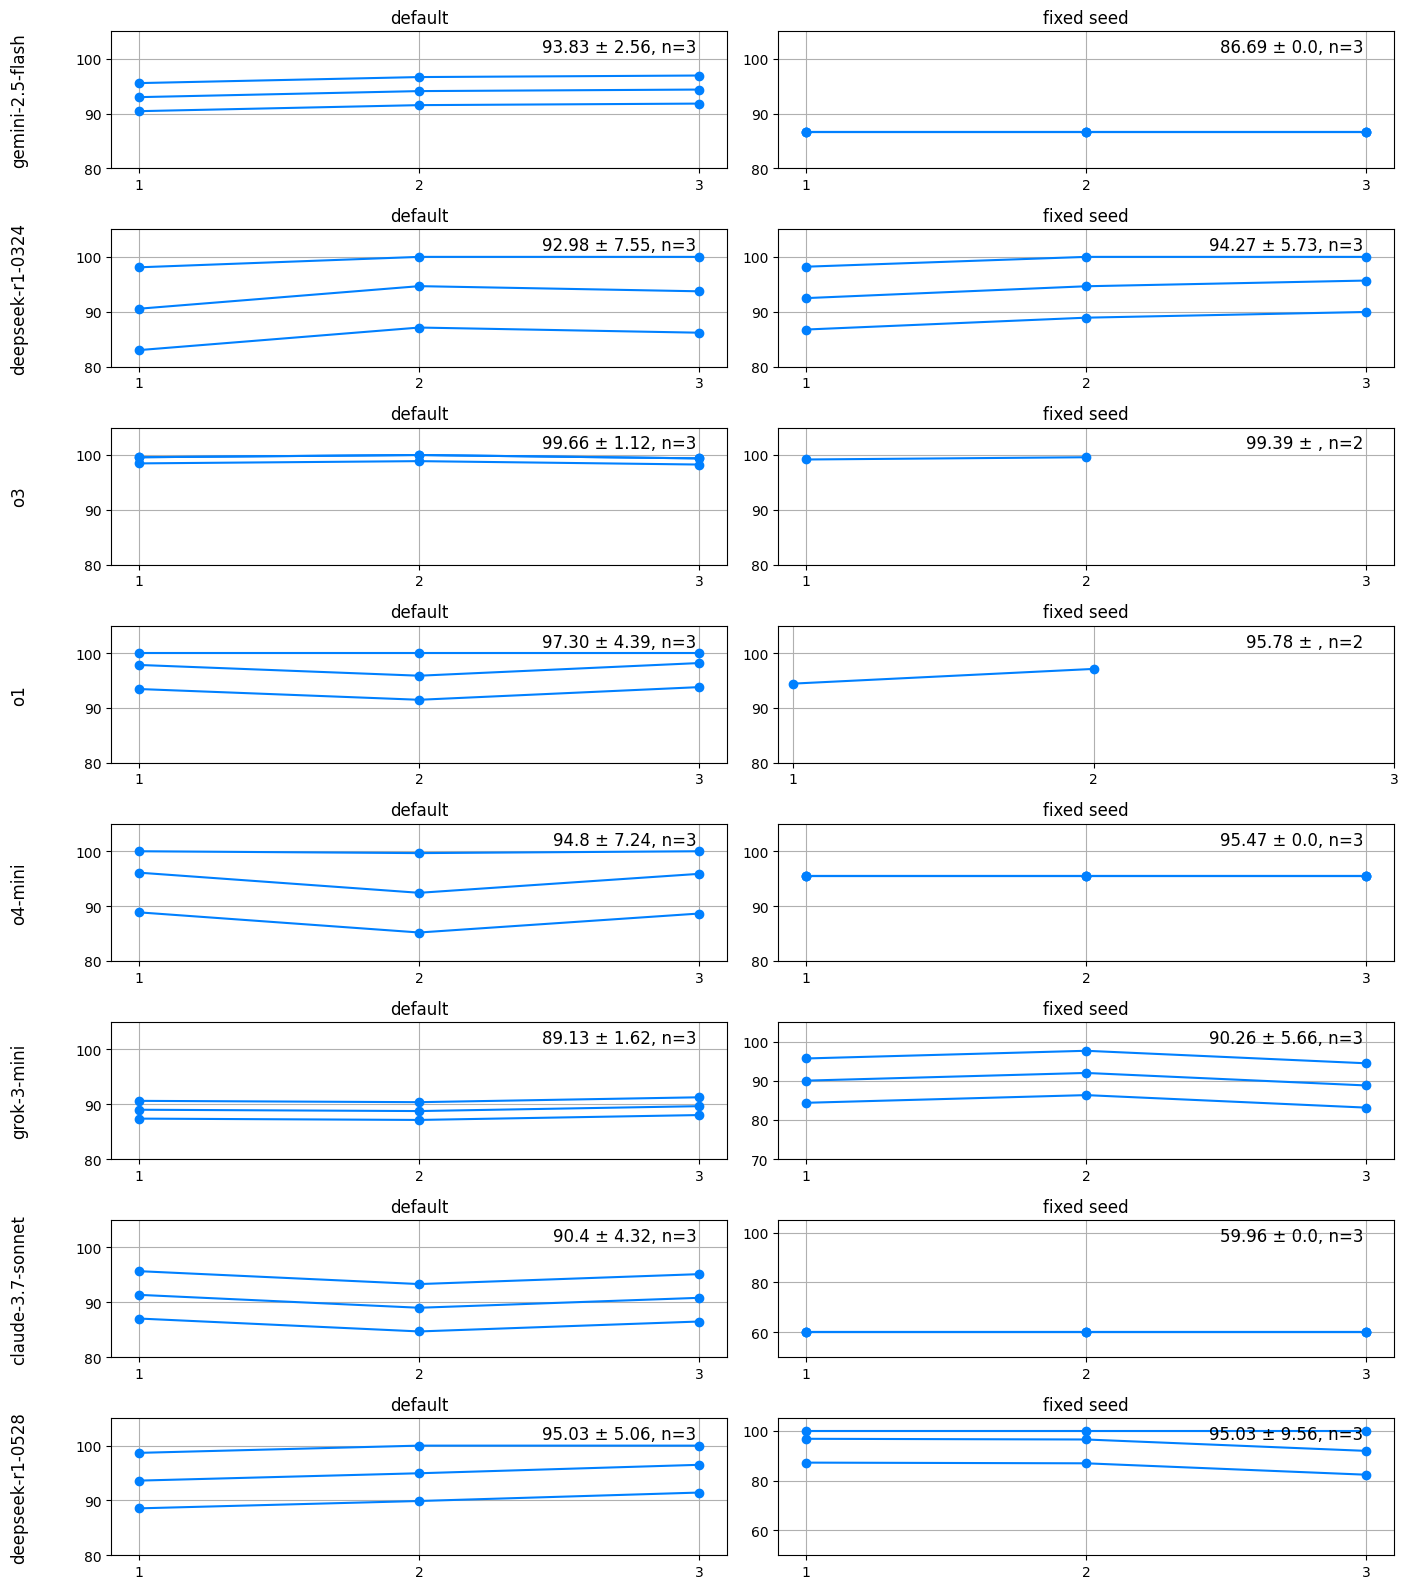 default
fixed seed
gemini-2.5-flash
93.83 ± 2.56, n=3
86.69 ± 0.0, n=3
100
90
80
1 2 3
100
90
80
1 2 3
default
fixed seed
deepseek-r1-0324
92.98 ± 7.55, n=3
94.27 ± 5.73, n=3
100
90
80
1 2 3
100
90
80
1 2 3
default
fixed seed
o3
99.66 ± 1.12, n=3
99.39 ± , n=2
100
90
80
1 2 3
100
90
80
1 2 3
default
fixed seed
o1
97.30 ± 4.39, n=3
95.78 ± , n=2
100
90
80
1 2 3
100
90
80
1 2 3
default
fixed seed
o4-mini
94.8 ± 7.24, n=3
95.47 ± 0.0, n=3
100
90
80
1 2 3
100
90
80
1 2 3
default
fixed seed
grok-3-mini
89.13 ± 1.62, n=3
90.26 ± 5.66, n=3
100
90
80
1 2 3
100
90
80
70
1 2 3
default
fixed seed
claude-3.7-sonnet
90.4 ± 4.32, n=3
59.96 ± 0.0, n=3
100
90
80
1 2 3
100
80
60
1 2 3
default
fixed seed
deepseek-r1-0528
95.03 ± 5.06, n=3
95.03 ± 9.56, n=3
100
90
80
1 2 3
100
80
60
1 2 3